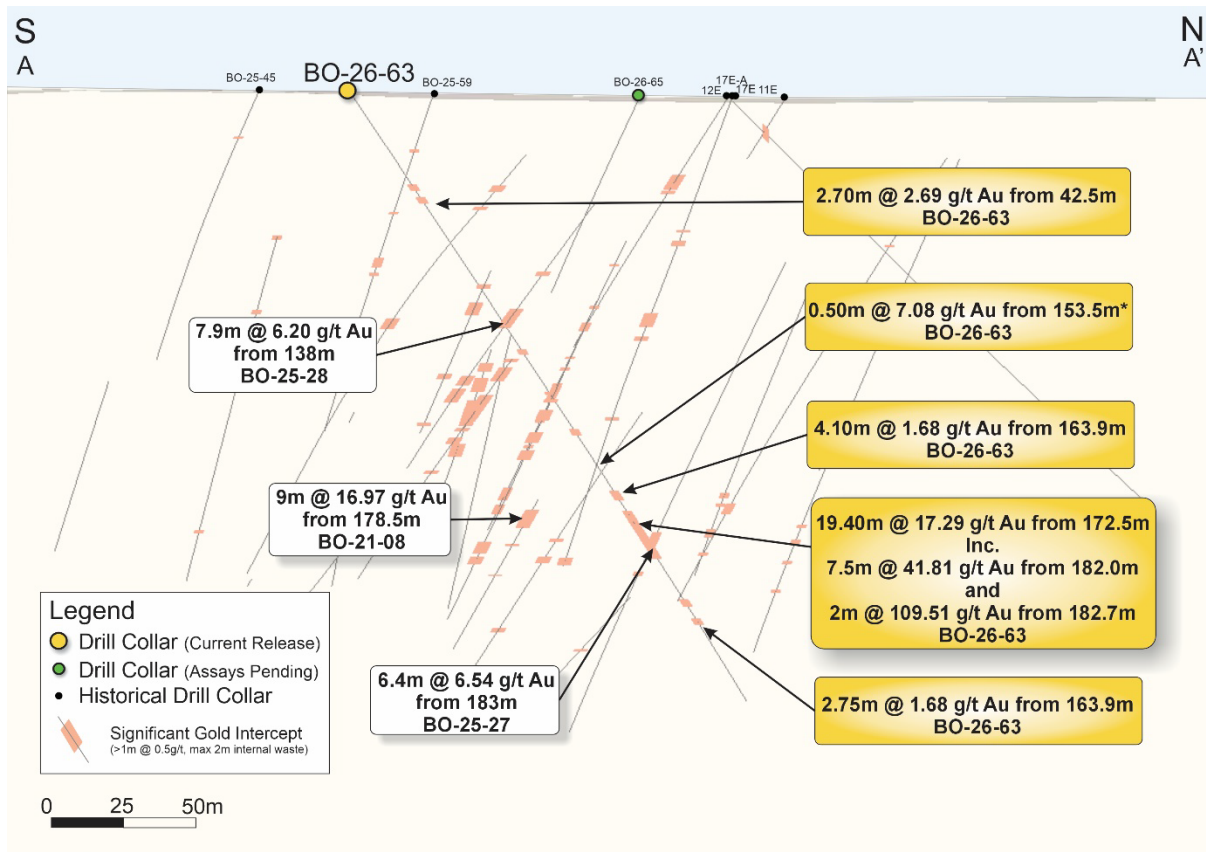 S
N
A
A'
BO-25-45
BO-26-63
BO-25-59
BO-26-65
17E-A
12E
17E
11E
2.70m @ 2.69 g/t Au from 42.5m
BO-26-63
0.50m @ 7.08 g/t Au from 153.5m*
BO-26-63
7.9m @ 6.20 g/t Au
from 138m
BO-25-28
4.10m @ 1.68 g/t Au from 163.9m
BO-26-63
9m @ 16.97 g/t Au
from 178.5m
BO-21-08
19.40m @ 17.29 g/t Au from 172.5m
Inc.
7.5m @ 41.81 g/t Au from 182.0m
and
2m @ 109.51 g/t Au from 182.7m
BO-26-63
6.4m @ 6.54 g/t Au
from 183m
BO-25-27
2.75m @ 1.68 g/t Au from 163.9m
BO-26-63
Legend
Drill Collar (Current Release)
Drill Collar (Assays Pending)
Historical Drill Collar
Significant Gold Intercept
(>1m @ 0.5g/t, max 2m internal waste)
0 25 50m